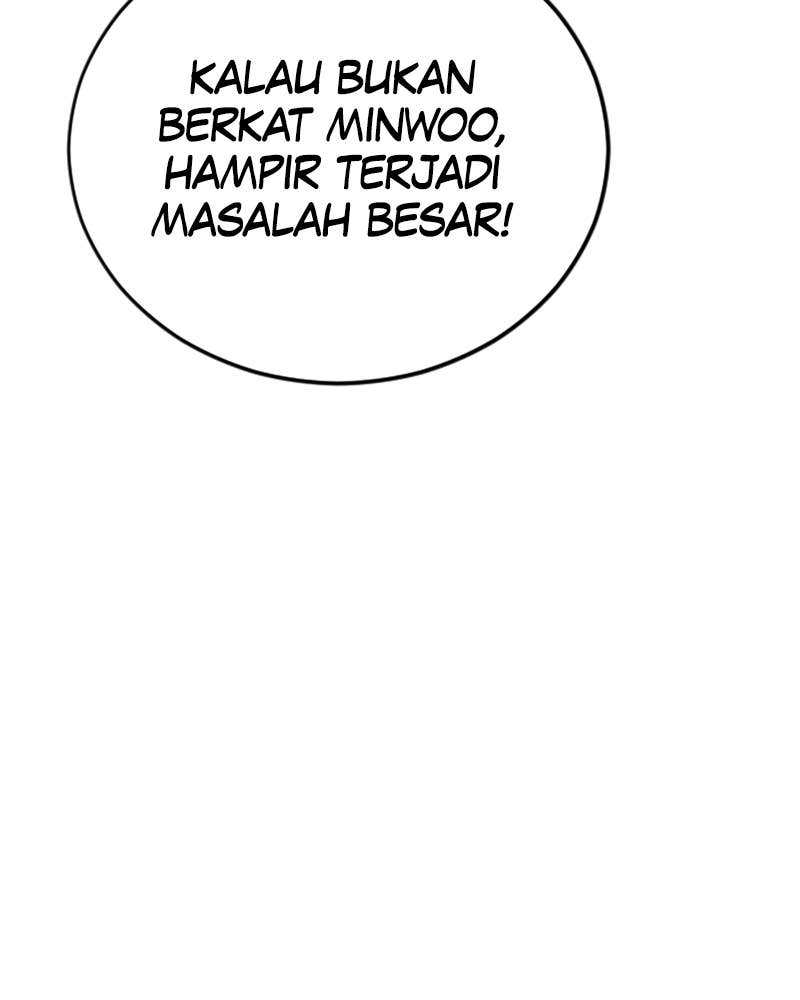 KALAU BUKAN
BERKAT MINWOO,
HAMPIR TERJADI
MASALAH BESAR!